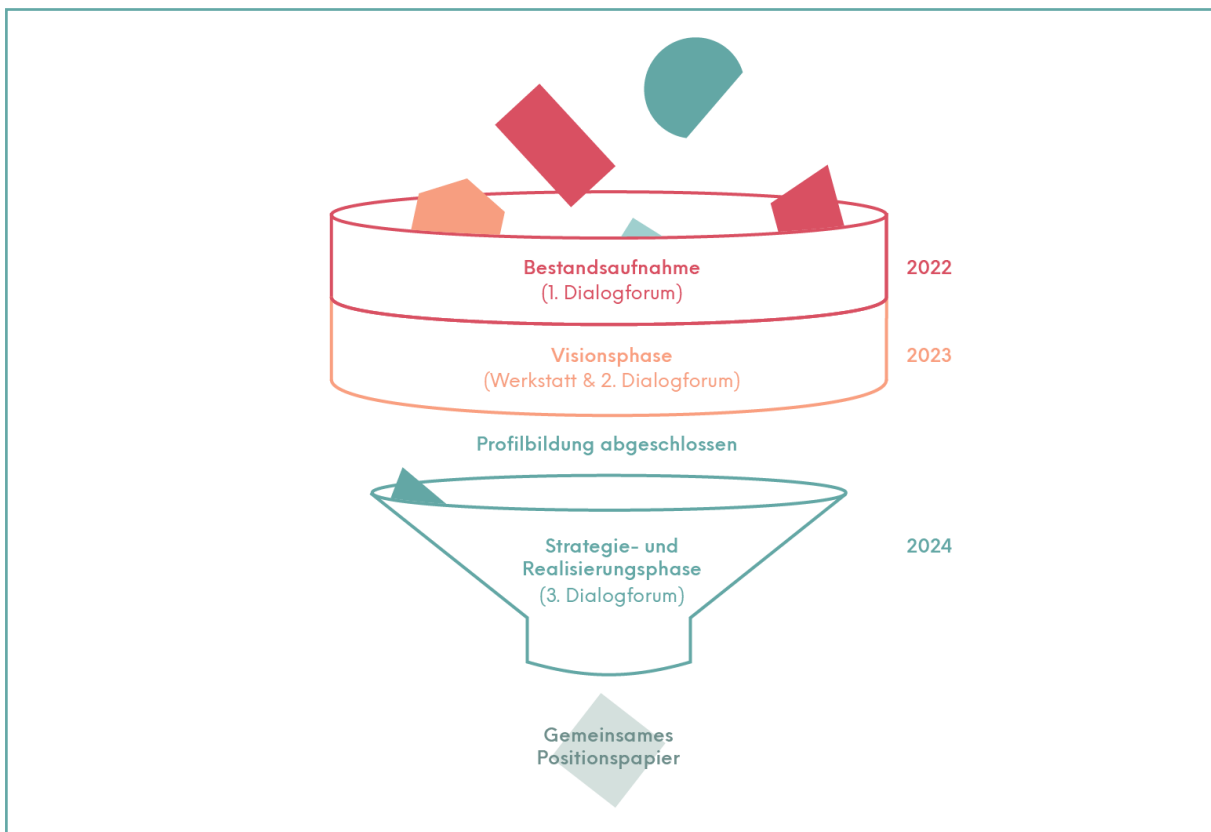 Bestandsaufnahme
(1. Dialogforum)
2022
Visionsphase
(Werkstatt & 2. Dialogforum)
2023
Profilbildung abgeschlossen
Strategie- und
Realisierungsphase
(3. Dialogforum)
2024
Gemeinsames
Positionspapier